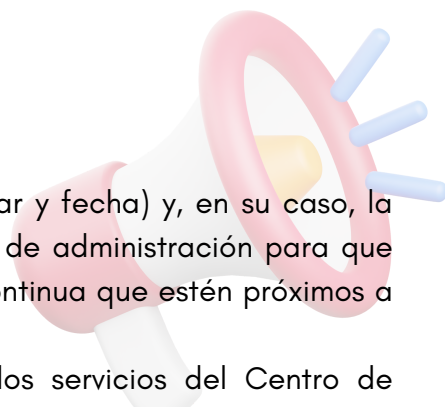 ar y fecha) y, en su caso, la
de administración para que
ontinua que estén próximos a
los servicios del Centro de